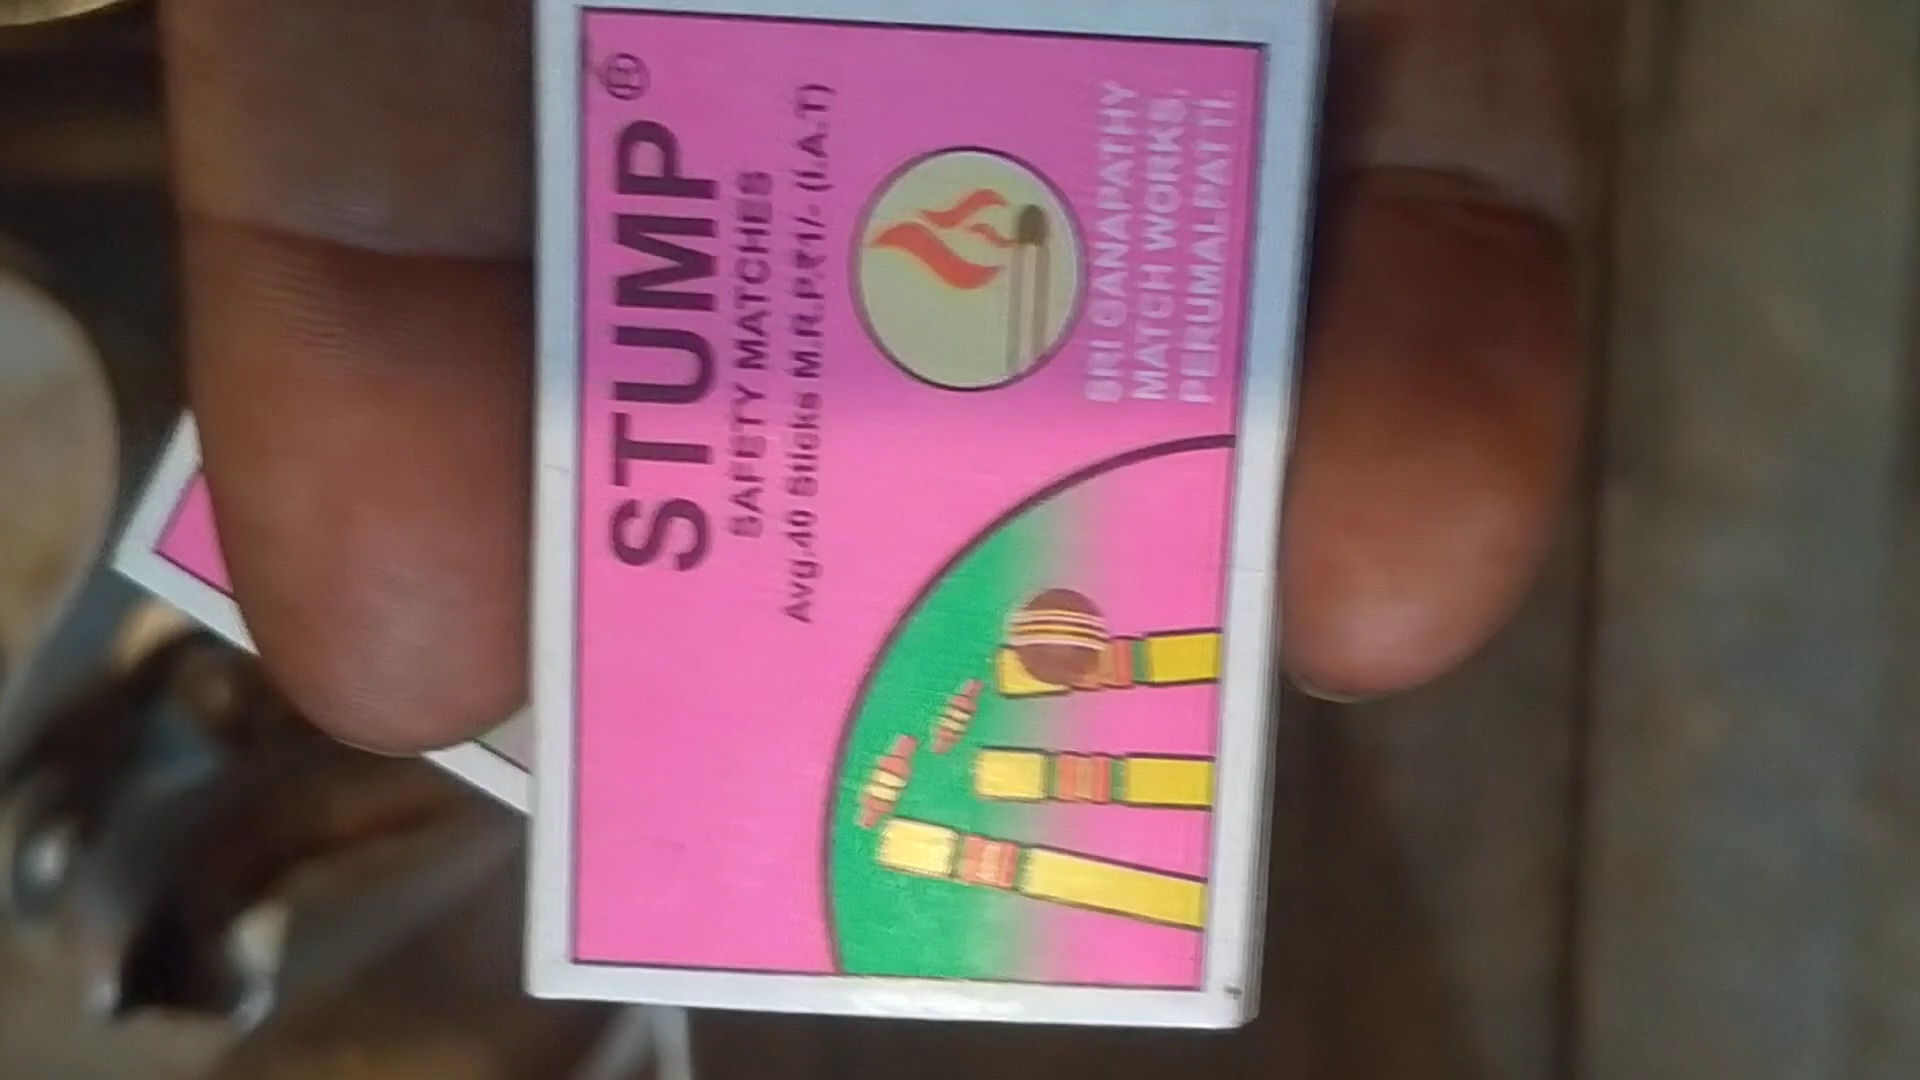 STUMP®
SAFETY MATCHES
Avg.40 Sticks M.R.P.₹1/- (I.A.T)
SRI GANAPATHY
MATCH WORKS,
PERUMALPATTI.